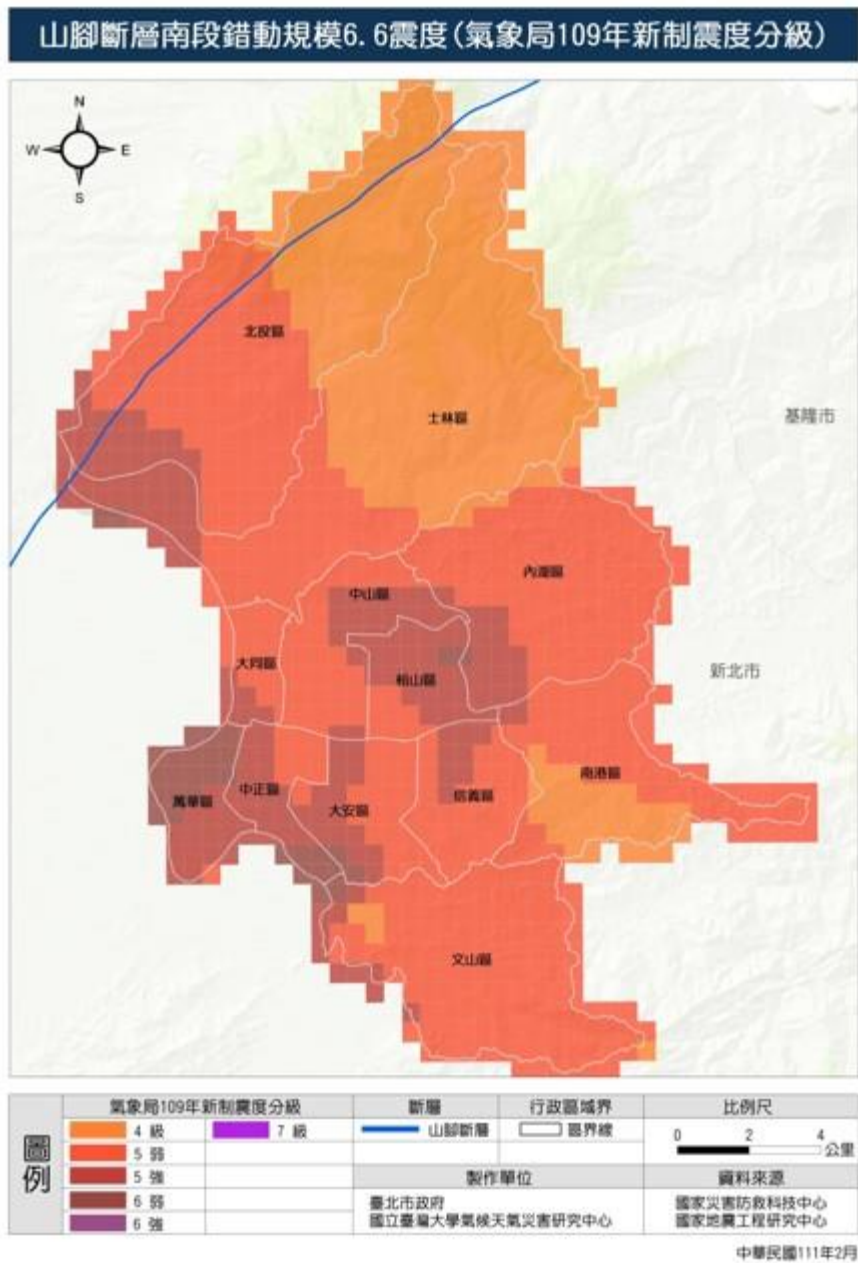 山腳斷層南段錯動規模6.6震度(氣象局109年新制震度分級)
N
W E
S
北投區
士林區
基隆市
內湖區
中山區
大同區
松山區
新北市
南港區
中正區
萬華區
大安區
信義區
文山區
圖例
氣象局109年新制震度分級
4 級
7 級
5 弱
5 強
6 弱
6 強
斷層
山腳斷層
行政區域界
區界線
比例尺
0 2 4
公里
製作單位
臺北市政府
國立臺灣大學氣候天氣災害研究中心
資料來源
國家災害防救科技中心
國家地震工程研究中心
中華民國111年2月